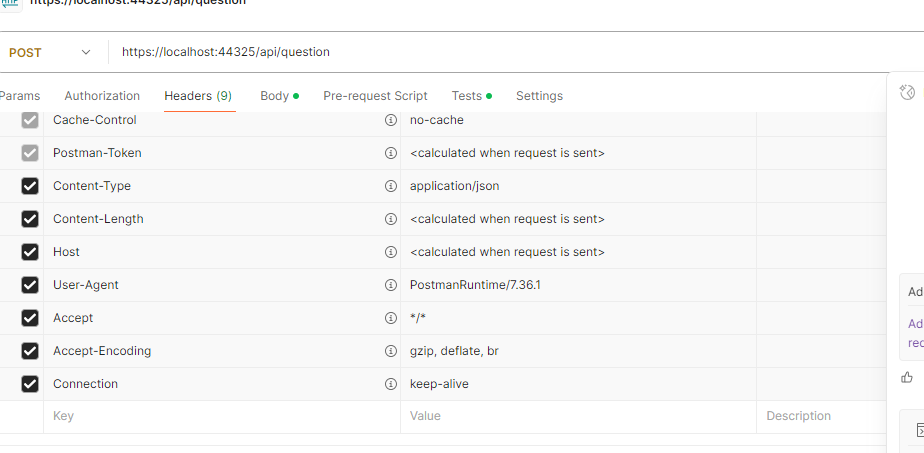 https://localhost:44325/api/question
POST https://localhost:44325/api/question
Params Authorization Headers (9) Body Pre-request Script Tests Settings
Cache-Control no-cache
Postman-Token <calculated when request is sent>
Content-Type application/json
Content-Length <calculated when request is sent>
Host <calculated when request is sent>
User-Agent PostmanRuntime/7.36.1
Accept */*
Accept-Encoding gzip, deflate, br
Connection keep-alive
Key Value Description
Ad
Ad
rec